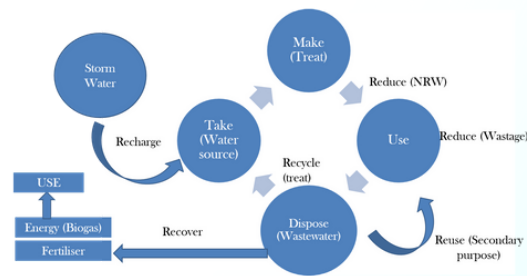 Make
(Treat)
Storm
Water
Reduce (NRW)
Take
(Water
source)
Recharge
Use
Reduce (Wastage)
Recycle
(treat)
USE
Energy (Biogas)
Fertiliser
Recover
Dispose
(Wastewater)
Reuse (Secondary
purpose)